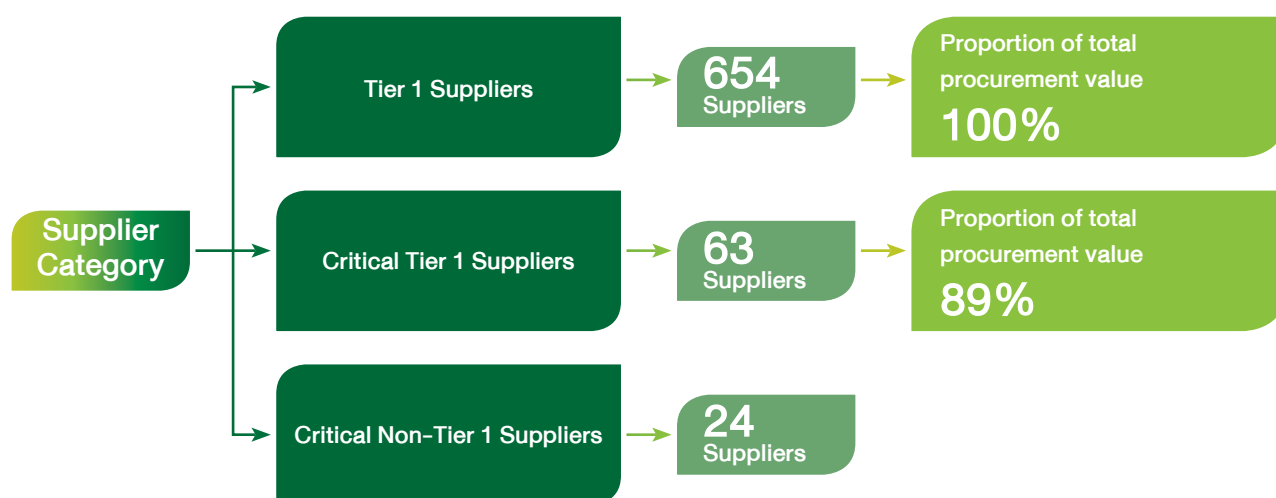 Supplier
Category
Tier 1 Suppliers
654
Suppliers
Proportion of total
procurement value
100%
Critical Tier 1 Suppliers
63
Suppliers
Proportion of total
procurement value
89%
Critical Non-Tier 1 Suppliers
24
Suppliers